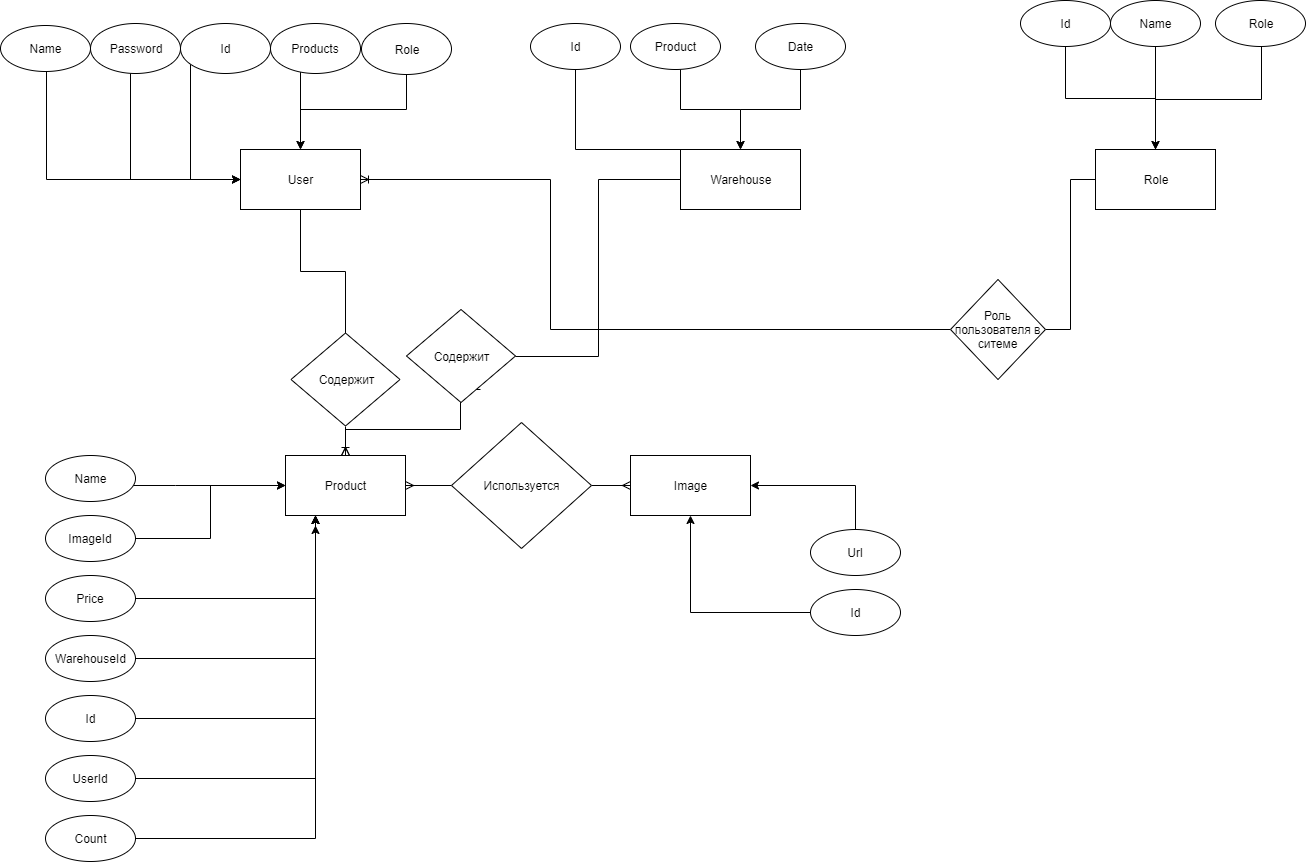 Name
Password
Id
Products
Role
Id
Product
Date
Id
Name
Role
User
Warehouse
Role
Роль
пользователя в
ситеме
Содержит
Содержит
Name
Product
Используется
Image
ImageId
Url
Price
Id
WarehouseId
Id
UserId
Count